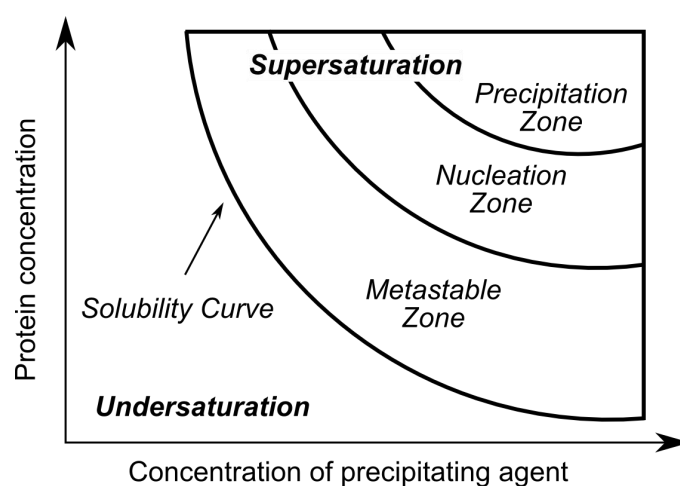 Supersaturation
Precipitation
Zone
Nucleation
Zone
Metastable
Zone
Solubility Curve
Undersaturation
Protein concentration
Concentration of precipitating agent